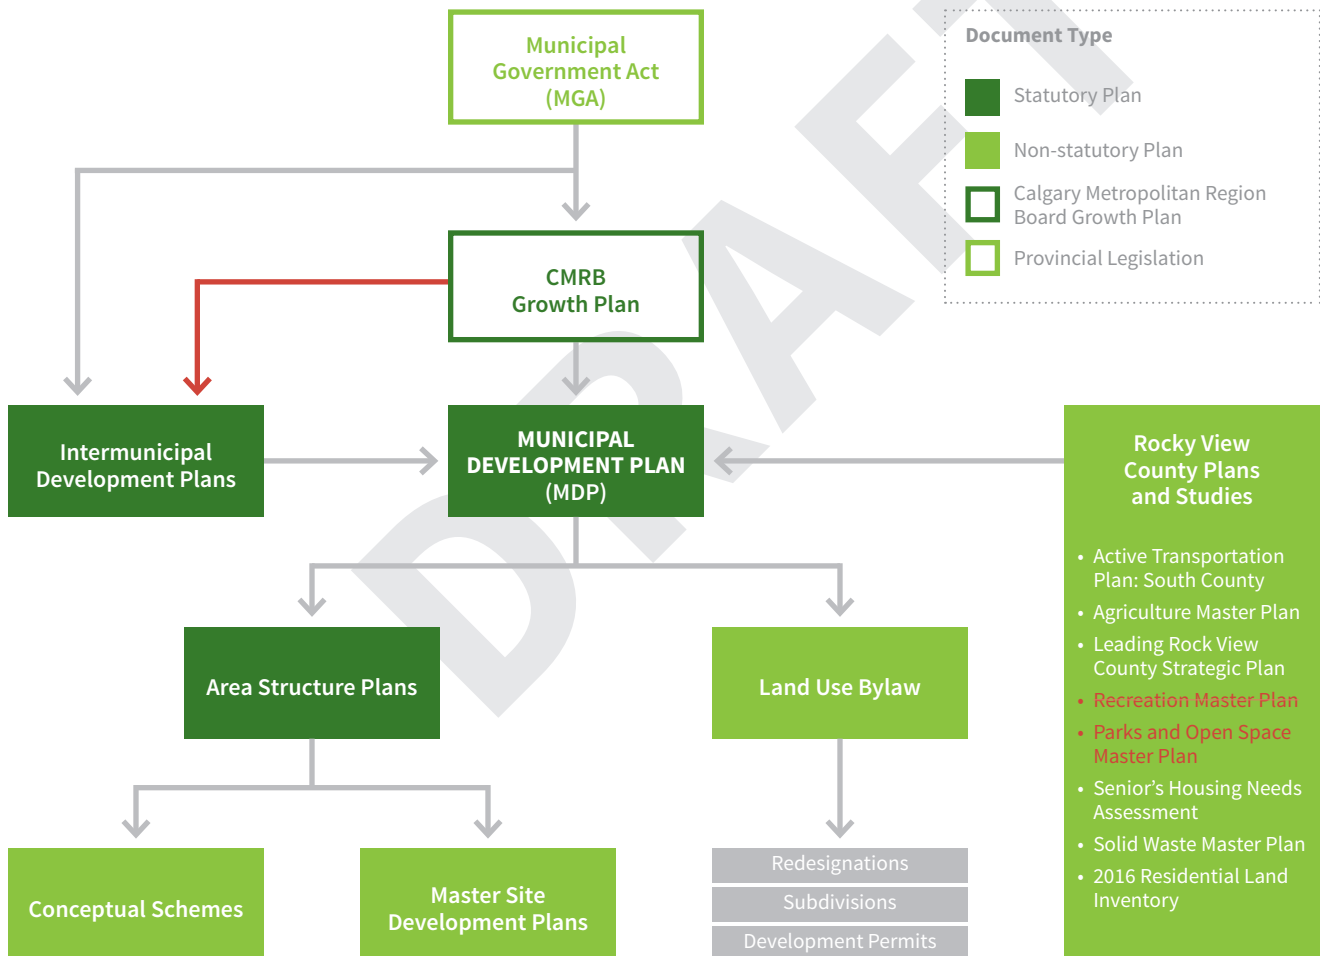 Municipal
Government Act
(MGA)
Document Type
Statutory Plan
Non-statutory Plan
Calgary Metropolitan Region
Board Growth Plan
Provincial Legislation
CMRB
Growth Plan
Intermunicipal
Development Plans
MUNICIPAL
DEVELOPMENT PLAN
(MDP)
Rocky View
County Plans
and Studies
• Active Transportation
Plan: South County
• Agriculture Master Plan
• Leading Rock View
County Strategic Plan
• Recreation Master Plan
• Parks and Open Space
Master Plan
• Senior’s Housing Needs
Assessment
• Solid Waste Master Plan
• 2016 Residential Land
Inventory
Area Structure Plans
Land Use Bylaw
Conceptual Schemes
Master Site
Development Plans
Redesignations
Subdivisions
Development Permits
DRAFT